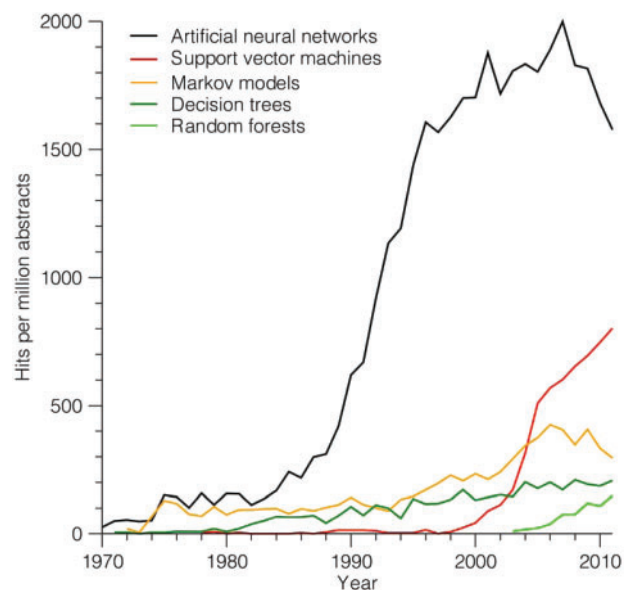 2000
Artificial neural networks
Support vector machines
Markov models
Decision trees
Random forests
1500
Hits per million abstracts
1000
500
0
1970
1980
1990
2000
2010
Year